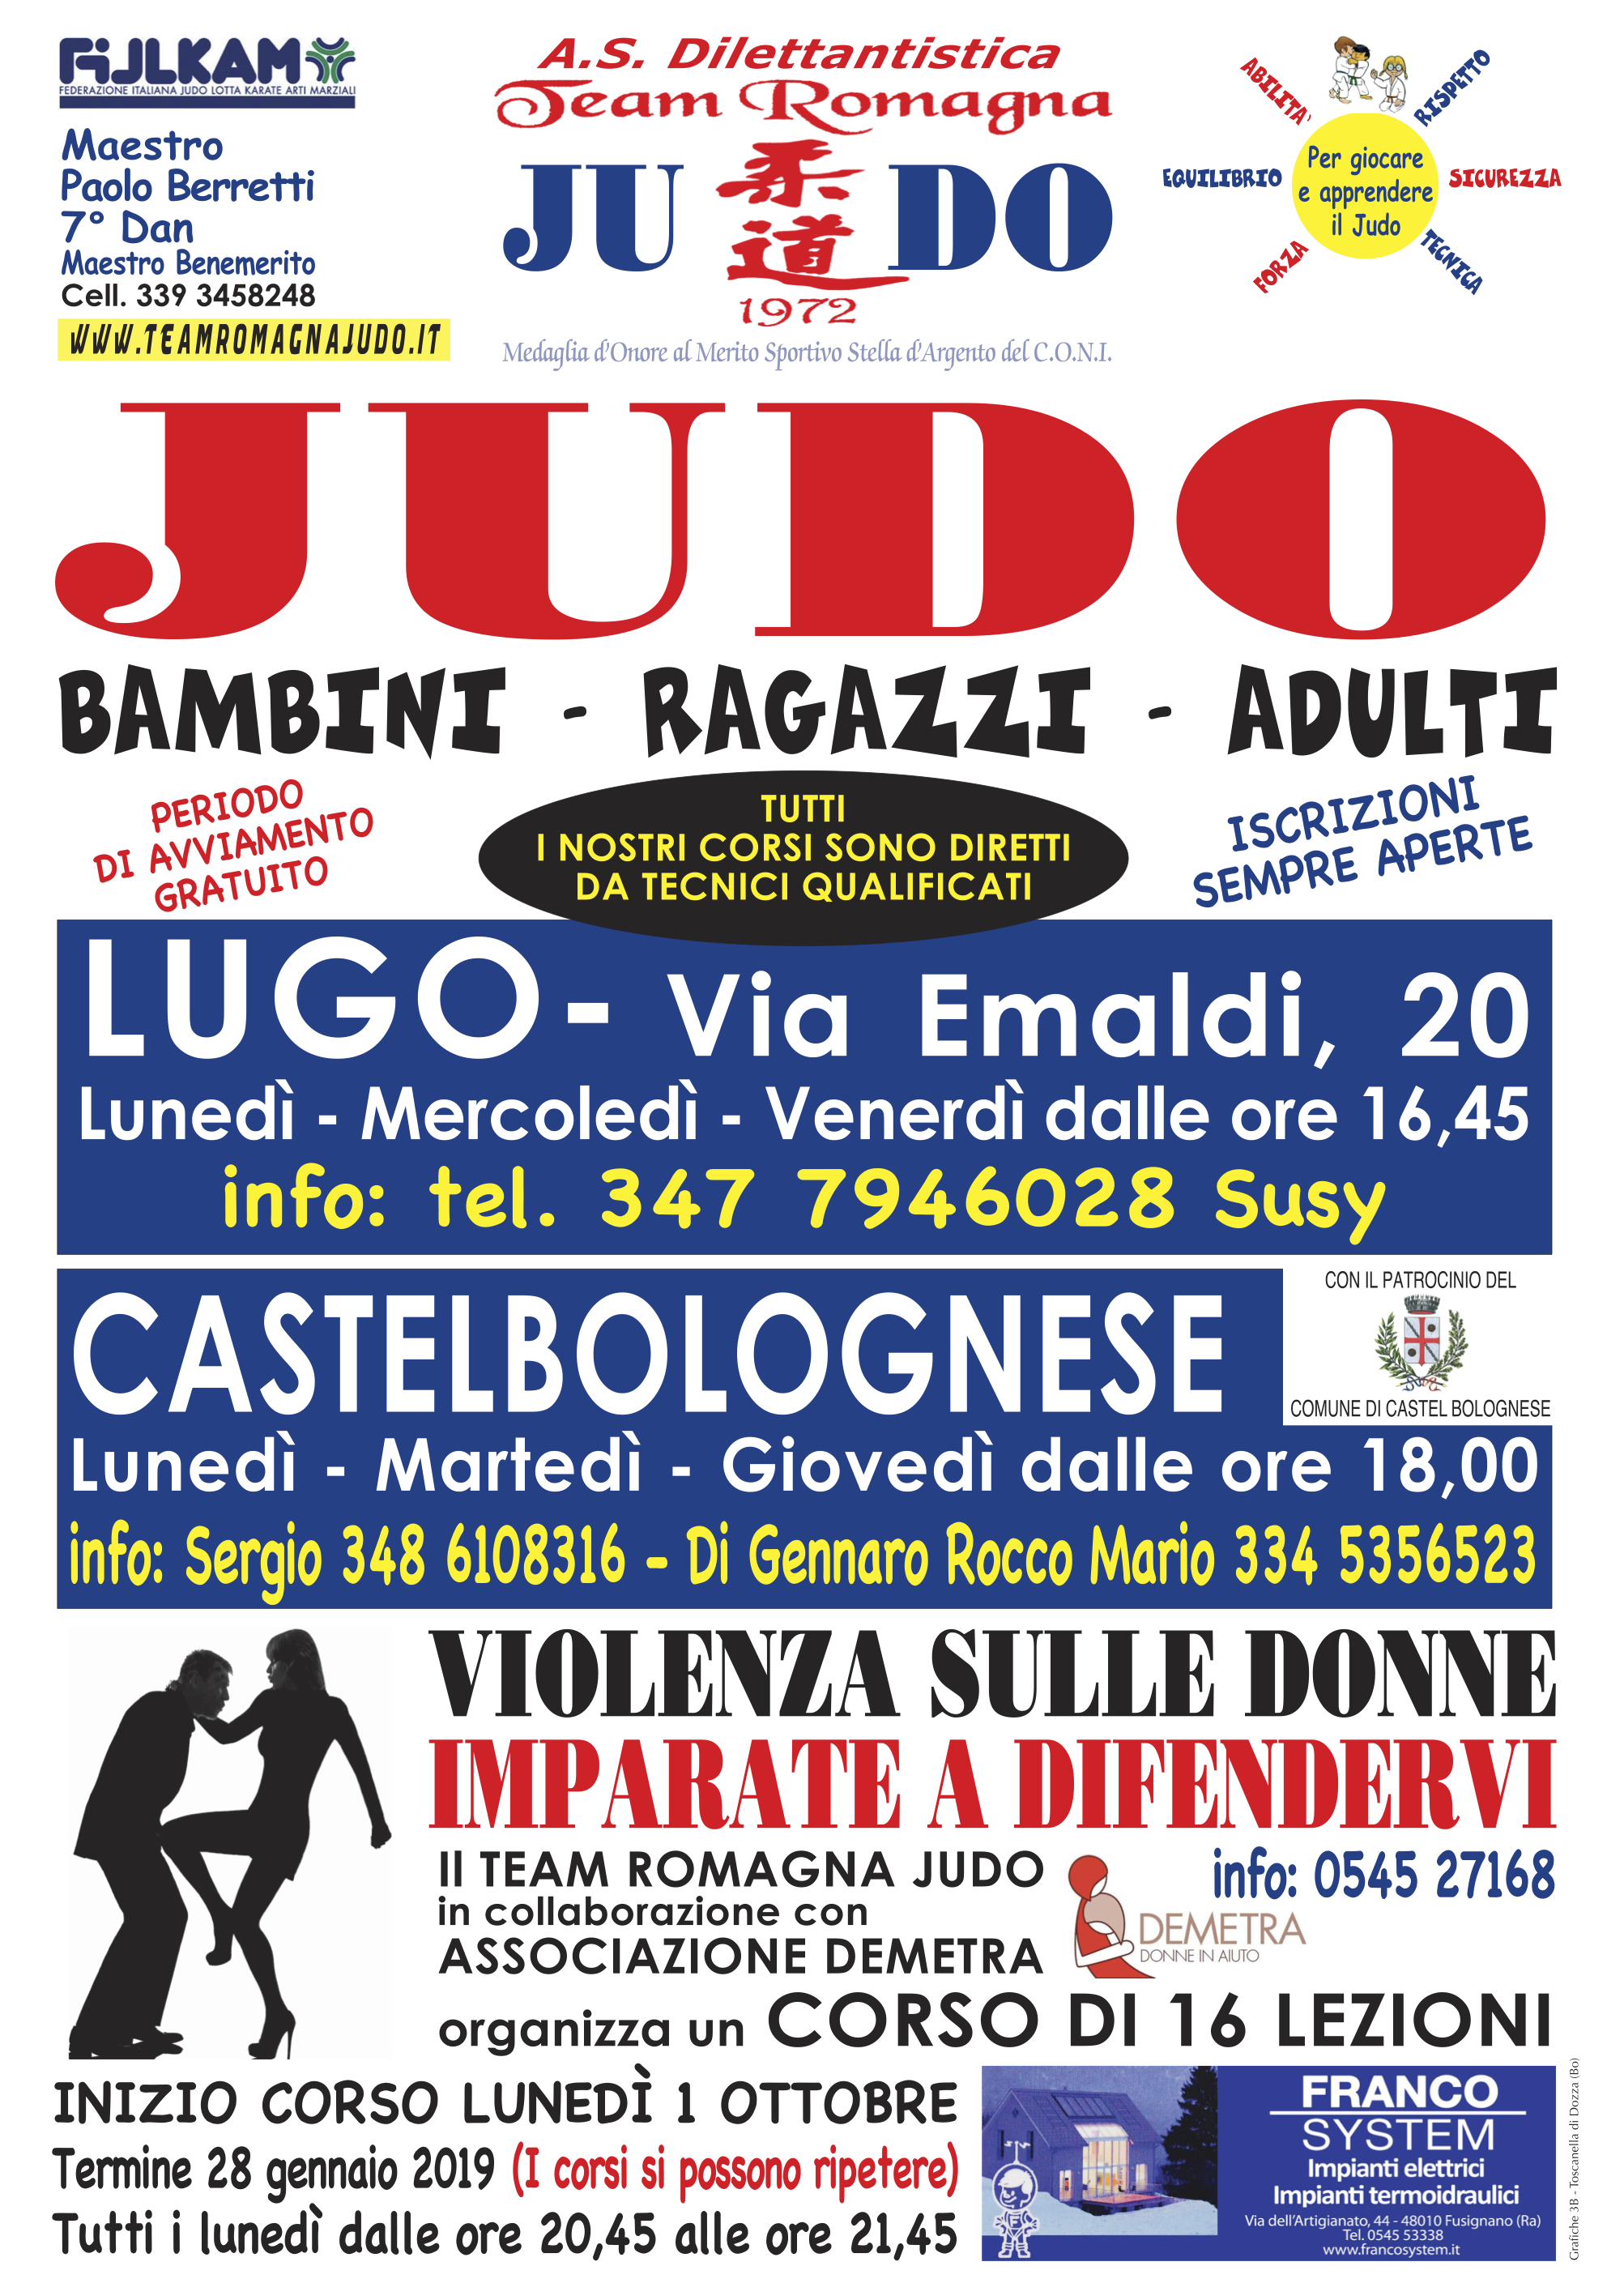 FIJLKAM
FEDERAZIONE ITALIANA JUDO LOTTA KARATE ARTI MARZIALI
Maestro
Paolo Berretti
7° Dan
Maestro Benemerito
Cell. 339 3458248
WWW.TEAMROMAGNAJUDO.IT
A.S. Dilettantistica
Team Romagna
JU 柔道 DO
1972
Medaglia d'Onore al Merito Sportivo Stella d'Argento del C.O.N.I.
ABILITA'
RISPETTO
EQUILIBRIO
SICUREZZA
FORZA
TECNICA
Per giocare
e apprendere
il Judo
JUDO
BAMBINI - RAGAZZI - ADULTI
PERIODO
DI AVVIAMENTO
GRATUITO
TUTTI
I NOSTRI CORSI SONO DIRETTI
DA TECNICI QUALIFICATI
ISCRIZIONI
SEMPRE APERTE
LUGO- Via Emaldi, 20
Lunedì - Mercoledì - Venerdì dalle ore 16,45
info: tel. 347 7946028 Susy
CASTELBOLOGNESE
CON IL PATROCINIO DEL
COMUNE DI CASTEL BOLOGNESE
Lunedì - Martedì - Giovedì dalle ore 18,00
info: Sergio 348 6108316 - Di Gennaro Rocco Mario 334 5356523
VIOLENZA SULLE DONNE
IMPARATE A DIFENDERVI
Il TEAM ROMAGNA JUDO
in collaborazione con
ASSOCIAZIONE DEMETRA
info: 0545 27168
DEMETRA
DONNE IN AIUTO
organizza un CORSO DI 16 LEZIONI
INIZIO CORSO LUNEDÌ 1 OTTOBRE
Termine 28 gennaio 2019 (I corsi si possono ripetere)
Tutti i lunedì dalle ore 20,45 alle ore 21,45
F
FRANCO
SYSTEM
Impianti elettrici
Impianti termoidraulici
Via dell'Artigianato, 44 - 48010 Fusignano (Ra)
Tel. 0545 53338
www.francosystem.it
Grafiche 3B - Toscanella di Dozza (Bo)